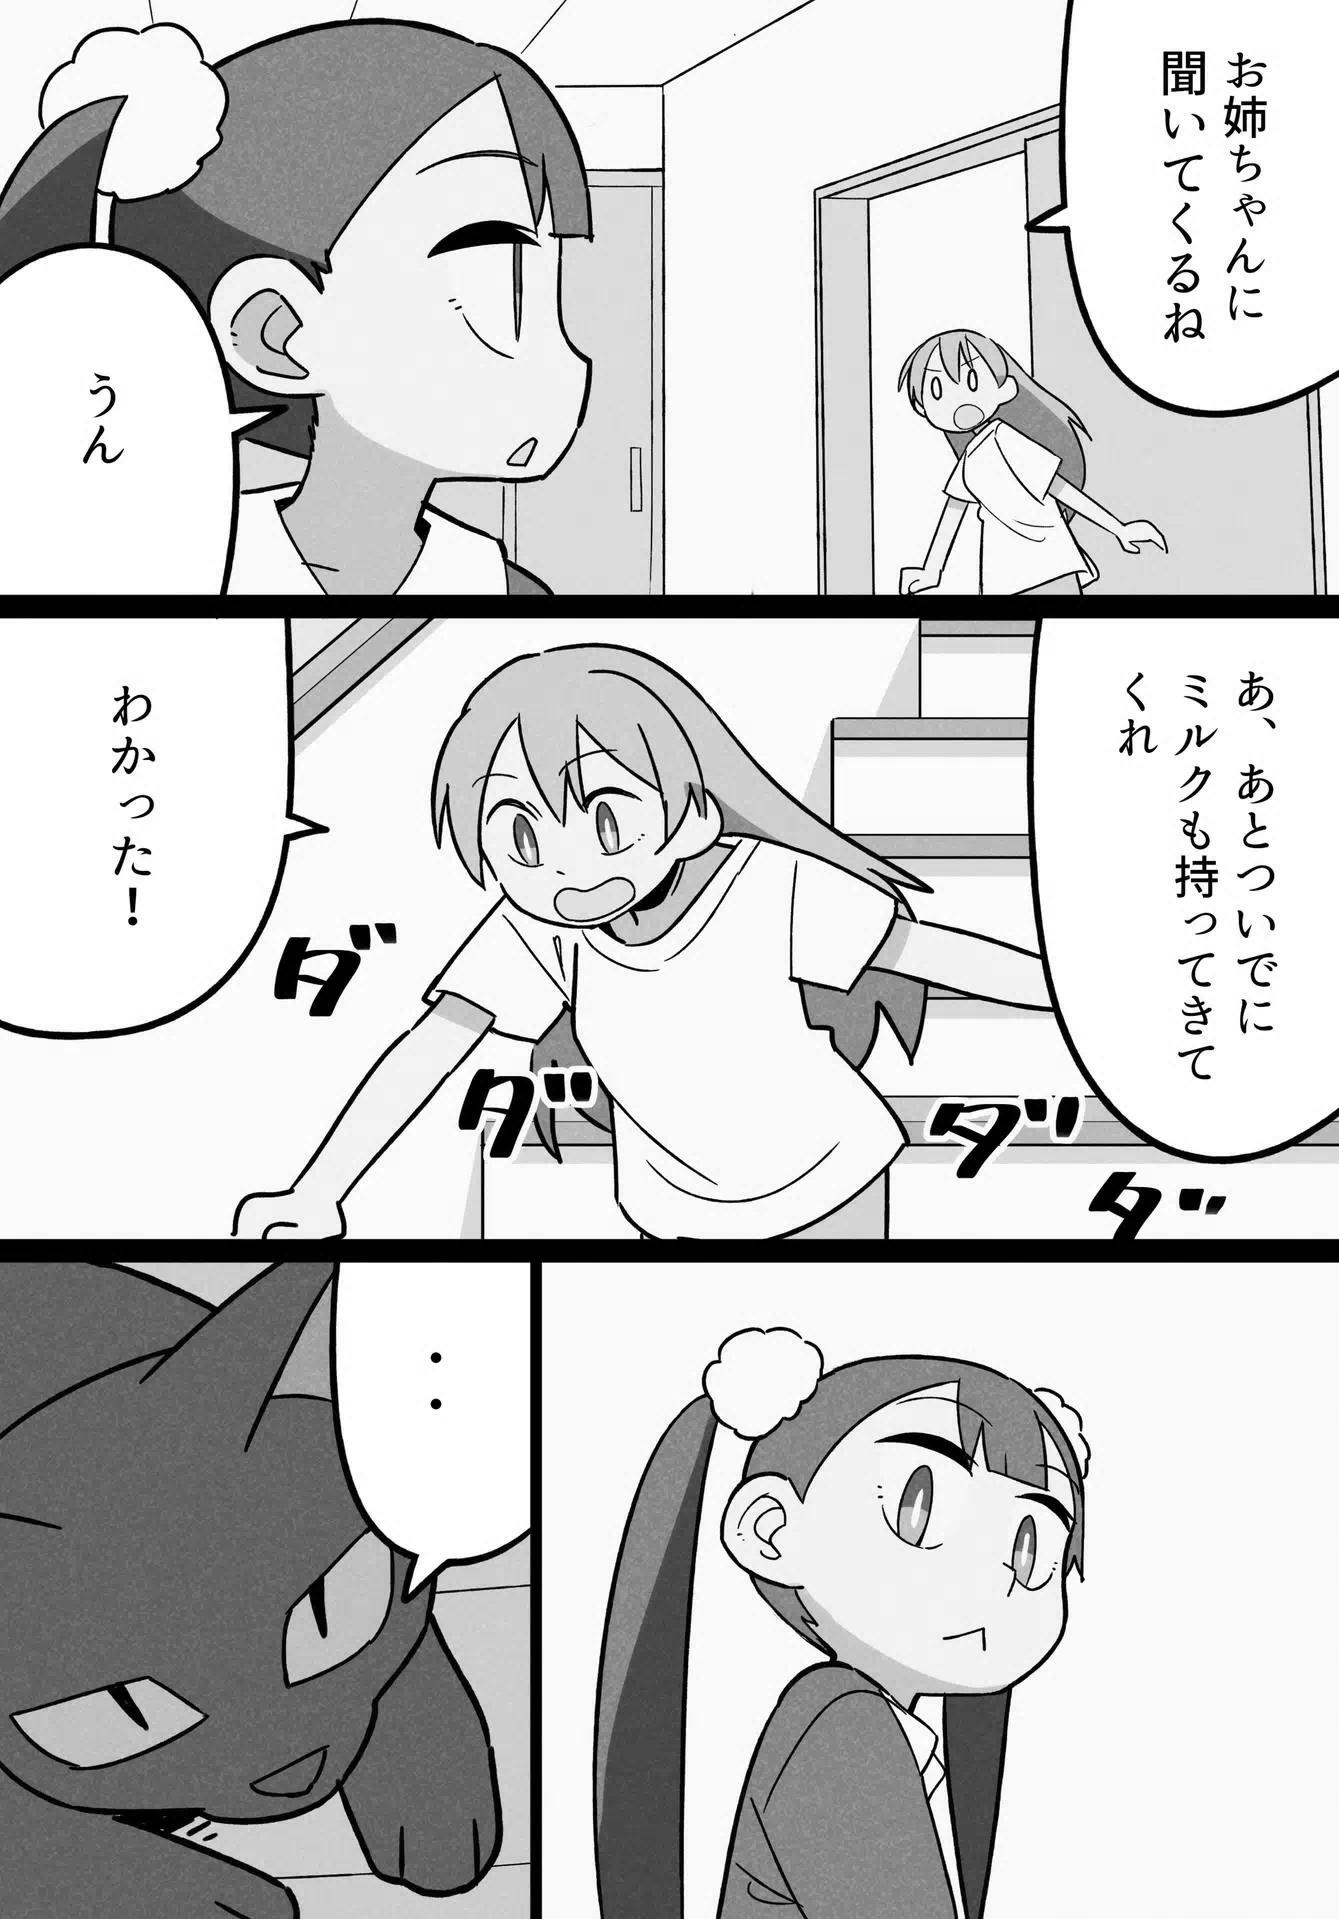 お姉ちゃんに
聞いてくるね
うん
あ、あとついでに
ミルクも持ってきて
くれ
わかった！
ダ
ダ
ダ
ダ
：